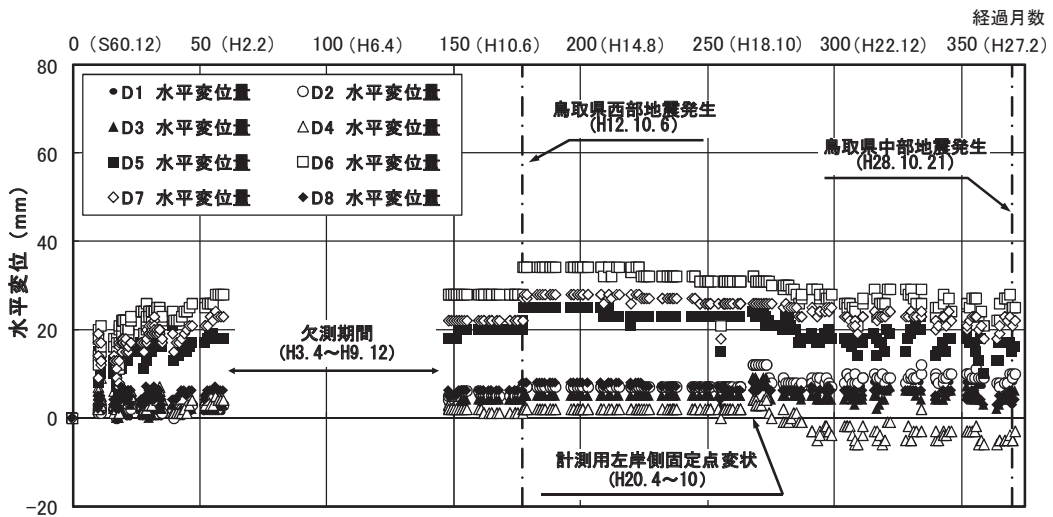 経過月数
0 (S60.12) 50 (H2.2) 100 (H6.4) 150 (H10.6) 200 (H14.8) 250 (H18.10) 300 (H22.12) 350 (H27.2)
80
60
40
20
0
-20
水平変位 (mm)
●D1 水平変位量 ○D2 水平変位量
▲D3 水平変位量 △D4 水平変位量
■D5 水平変位量 □D6 水平変位量
◇D7 水平変位量 ◆D8 水平変位量
鳥取県西部地震発生
(H12.10.6)
鳥取県中部地震発生
(H28.10.21)
欠測期間
(H3.4～H9.12)
計測用左岸側固定点変状
(H20.4～10)